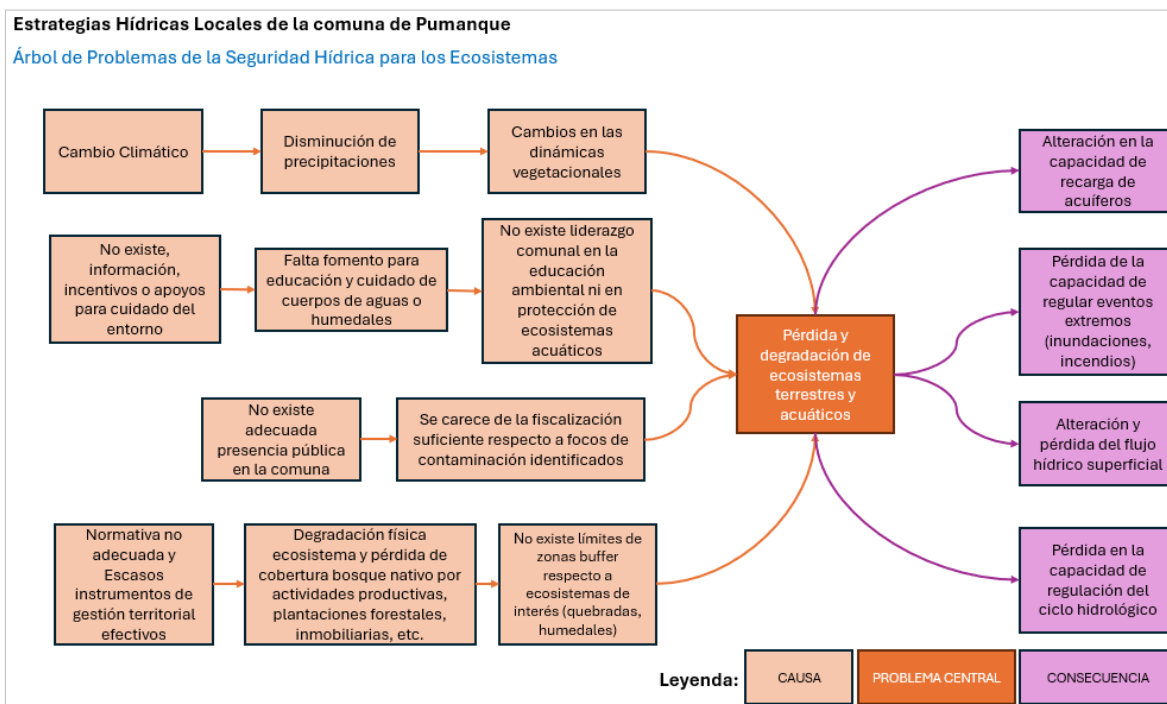 Estrategias Hídricas Locales de la comuna de Pumanque
Árbol de Problemas de la Seguridad Hídrica para los Ecosistemas
Cambio Climático
Disminución de
precipitaciones
Cambios en las
dinámicas
vegetacionales
No existe,
información,
incentivos o apoyos
para cuidado del
entorno
Falta fomento para
educación y cuidado de
cuerpos de aguas o
humedales
No existe liderazgo
comunal en la
educación
ambiental ni en
protección de
ecosistemas
acuáticos
No existe
adecuada
presencia pública
en la comuna
Se carece de la fiscalización
suficiente respecto a focos de
contaminación identificados
Normativa no
adecuada y
Escasos
instrumentos de
gestión territorial
efectivos
Degradación física
ecosistema y pérdida de
cobertura bosque nativo por
actividades productivas,
plantaciones forestales,
inmobiliarias, etc.
No existe límites de
zonas buffer
respecto a
ecosistemas de
interés (quebradas,
humedales)
Pérdida y
degradación de
ecosistemas
terrestres y
acuáticos
Alteración en la
capacidad de
recarga de
acuíferos
Pérdida de la
capacidad de
regular eventos
extremos
(inundaciones,
incendios)
Alteración y
pérdida del flujo
hídrico superficial
Pérdida en la
capacidad de
regulación del
ciclo hidrológico
Leyenda:
CAUSA
PROBLEMA CENTRAL
CONSECUENCIA